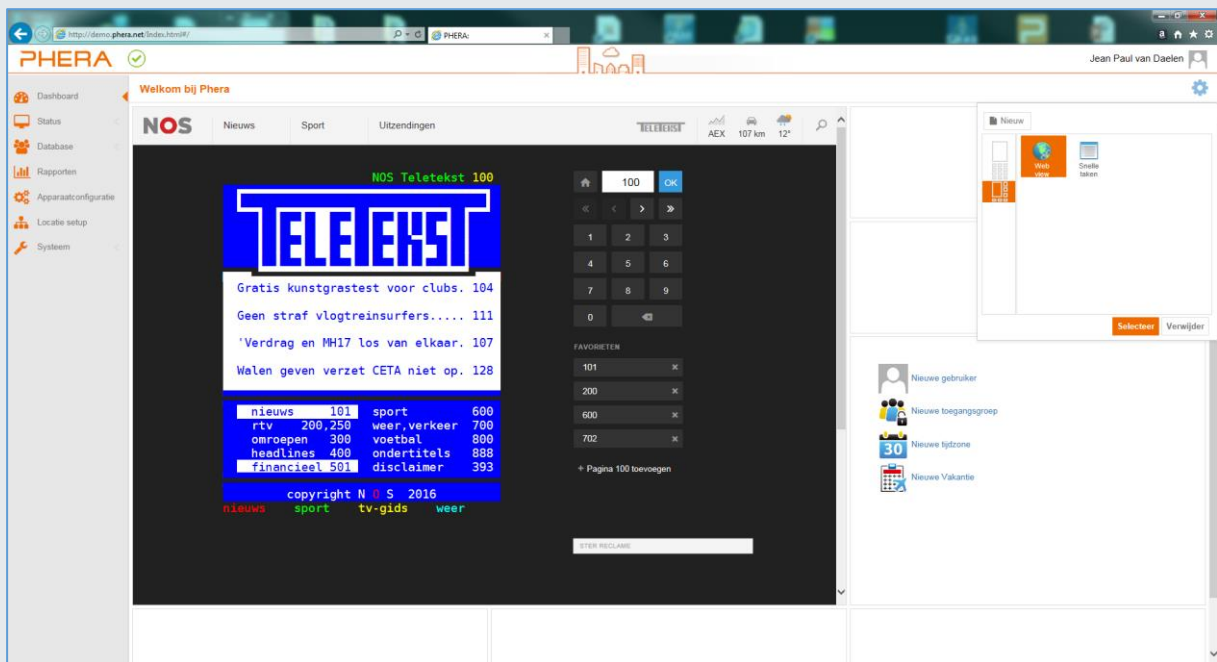 http://demo.phera.net/Index.html#/
PHERA:
PHERA
Jean Paul van Daelen
Dashboard
Status
Database
Rapporten
Apparaatconfiguratie
Locatie setup
Systeem
Welkom bij Phera
NOS Nieuws Sport Uitzendingen TELETEKST AEX 107 km 12°
NOS Teletekst 100
TELETEKST
Gratis kunstgrastest voor clubs. 104
Geen straf vlogtreinsurfers..... 111
'Verdrag en MH17 los van elkaar. 107
Walen geven verzet CETA niet op. 128
nieuws 101 sport 600
rtv 200,250 weer,verkeer 700
omroepen 300 voetbal 800
headlines 400 ondertitels 888
financieel 501 disclaimer 393
copyright N O S 2016
nieuws sport tv-gids weer
100 OK
« ‹ › »
1 2 3
4 5 6
7 8 9
0
FAVORIETEN
101 ×
200 ×
600 ×
702 ×
+ Pagina 100 toevoegen
STER RECLAME
Nieuw
Web view
Snelle taken
Selecteer Verwijder
Nieuwe gebruiker
Nieuwe toegangsgroep
30 Nieuwe tijdzone
Nieuwe Vakantie